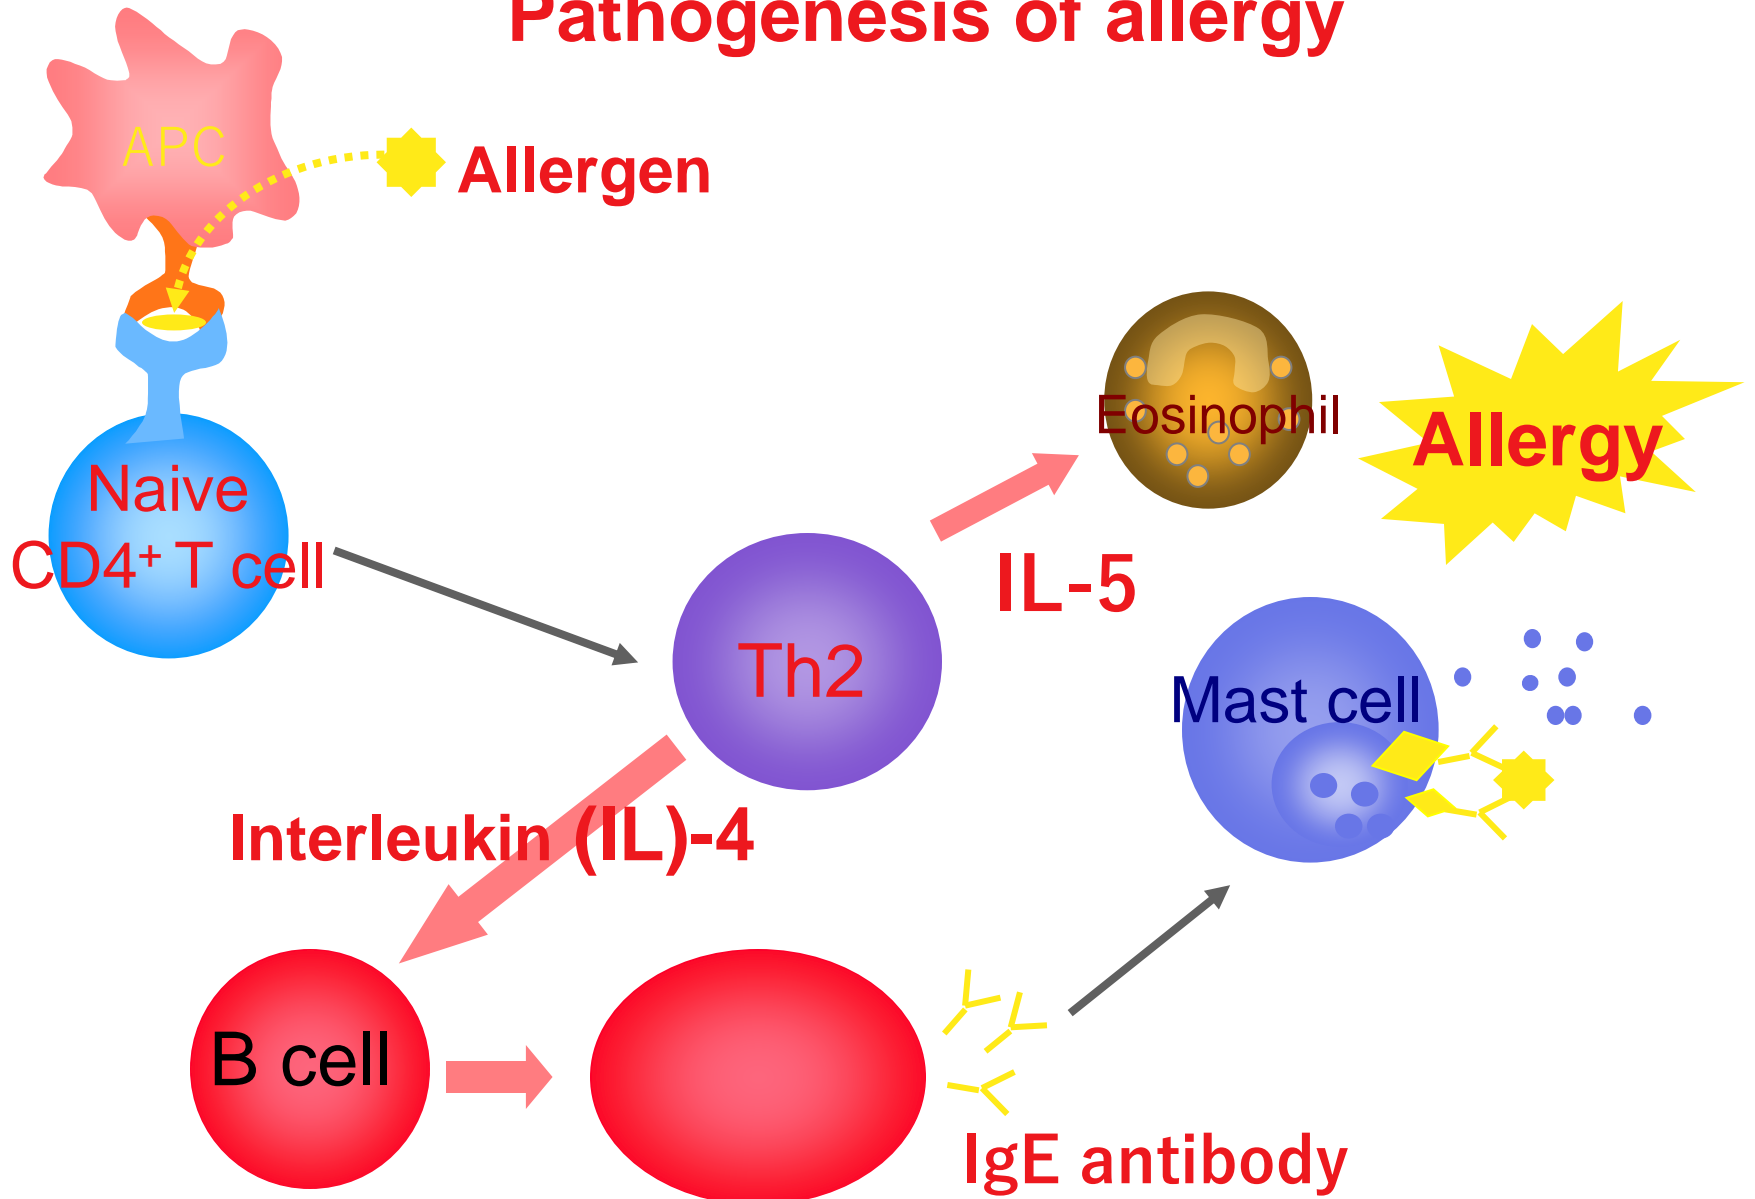 Pathogenesis of allergy
APC
Allergen
Naive
CD4⁺ T cell
Eosinophil
Allergy
IL-5
Th2
Mast cell
Interleukin (IL)-4
B cell
IgE antibody